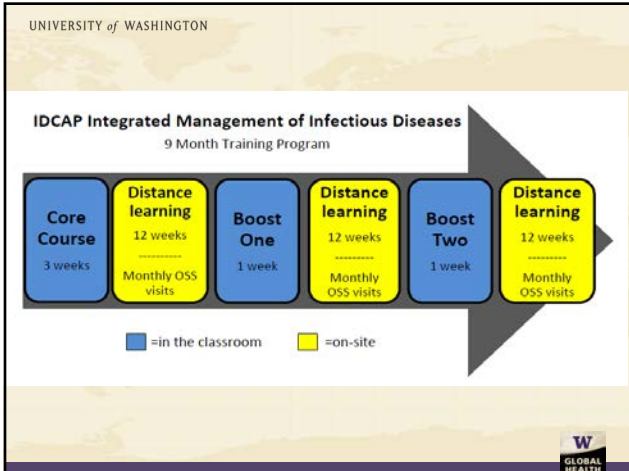 UNIVERSITY of WASHINGTON
IDCAP Integrated Management of Infectious Diseases
9 Month Training Program
Core
Course
3 weeks
Distance
learning
12 weeks
---------
Monthly OSS
visits
Boost
One
1 week
Distance
learning
12 weeks
---------
Monthly
OSS visits
Boost
Two
1 week
Distance
learning
12 weeks
---------
Monthly
OSS visits
=in the classroom
=on-site
W
GLOBAL
HEALTH